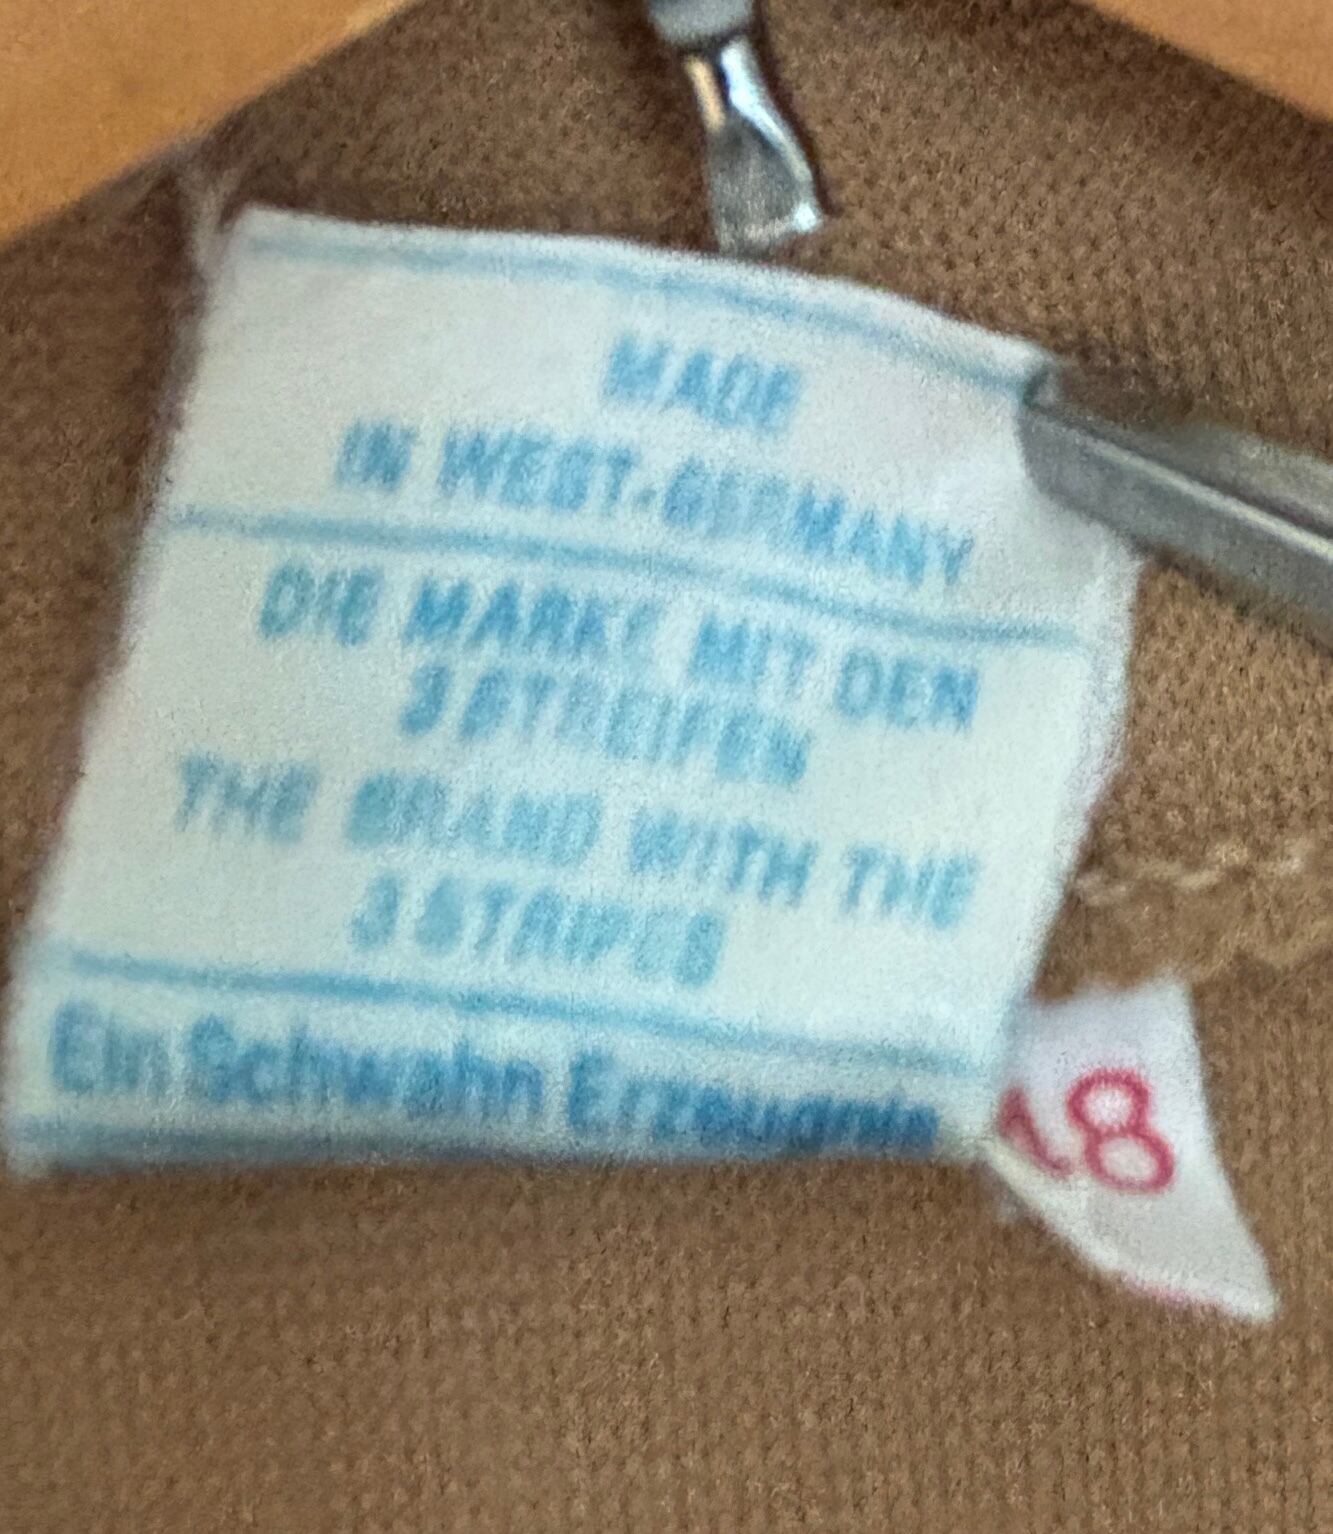 MADE
IN WEST-GERMANY
DIE MARKE MIT DEN
3 STREIFEN
THE BRAND WITH THE
3 STRIPES
Ein Schwahn Erzeugnis
18